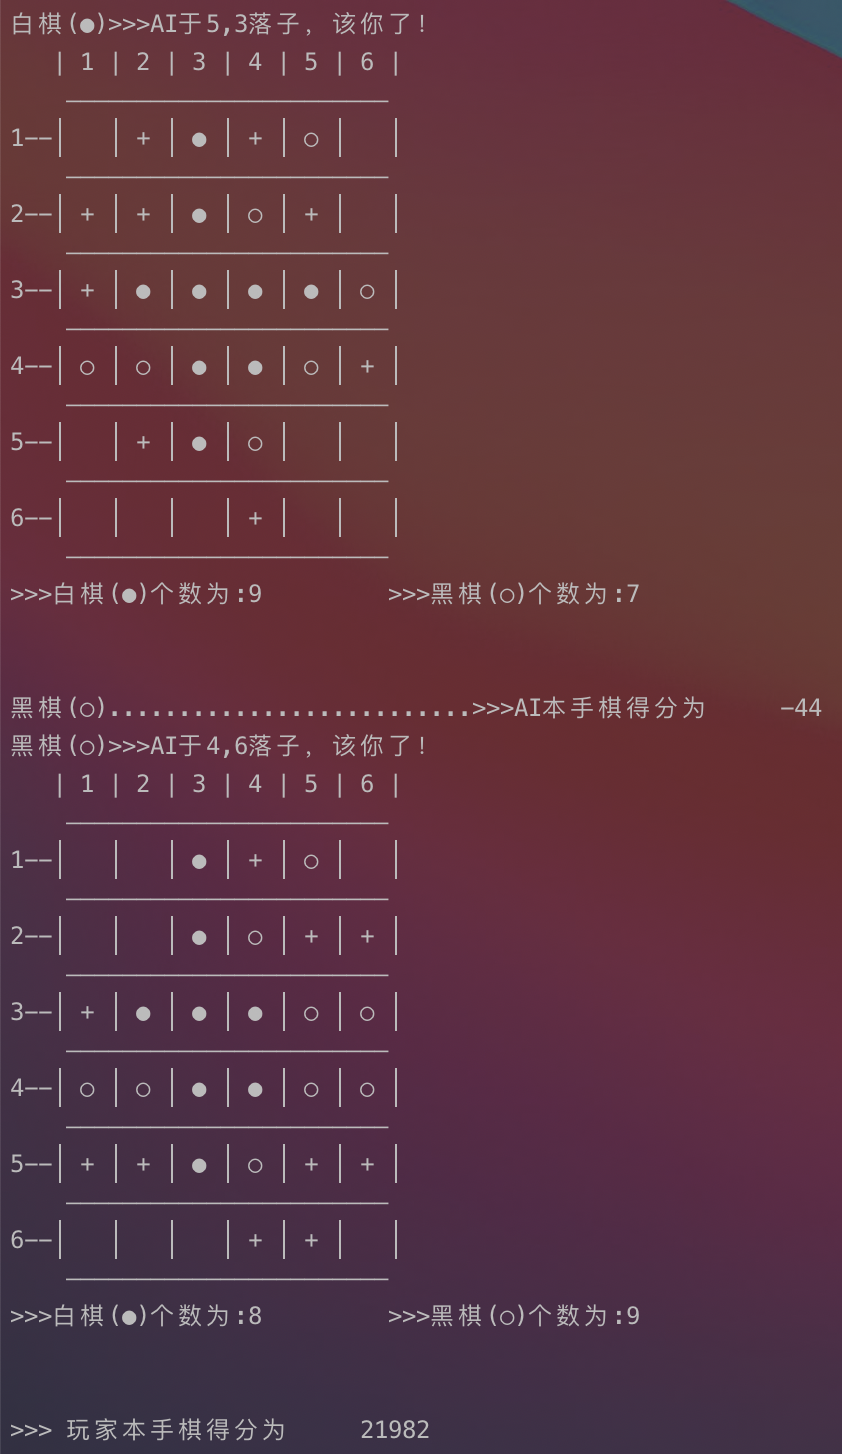 白棋(●)>>>AI于5,3落子, 该你了!
| 1 | 2 | 3 | 4 | 5 | 6 |
1——| | + | ● | + | ○ | |
2——| + | + | ● | ○ | + | |
3——| + | ● | ● | ● | ● | ○ |
4——| ○ | ○ | ● | ● | ○ | + |
5——| | + | ● | ○ | | |
6——| | | | + | | |
>>>白棋(●)个数为:9 >>>黑棋(○)个数为:7
黑棋(○)..........................>>>AI本手棋得分为 -44
黑棋(○)>>>AI于4,6落子, 该你了!
| 1 | 2 | 3 | 4 | 5 | 6 |
1——| | | ● | + | ○ | |
2——| | | ● | ○ | + | + |
3——| + | ● | ● | ● | ○ | ○ |
4——| ○ | ○ | ● | ● | ○ | ○ |
5——| + | + | ● | ○ | + | + |
6——| | | | + | + | |
>>>白棋(●)个数为:8 >>>黑棋(○)个数为:9
>>> 玩家本手棋得分为 21982